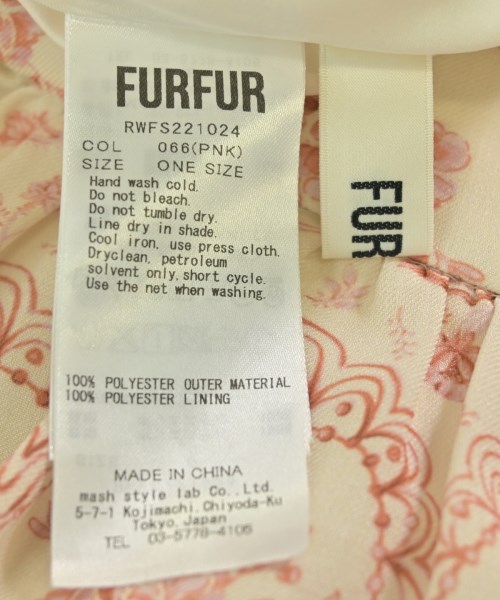 FURFUR
RWFS221024
COL 066(PNK)
SIZE ONE SIZE
Hand wash cold.
Do not bleach.
Do not tumble dry.
Line dry in shade.
Cool iron, use press cloth.
Dryclean, petroleum
solvent only, short cycle.
Use the net when washing.
100% POLYESTER OUTER MATERIAL
100% POLYESTER LINING
MADE IN CHINA
mash style lab Co., Ltd.
5-7-1 Kojimachi, Chiyoda-Ku
Tokyo, Japan
TEL 03-5778-4106
FUR